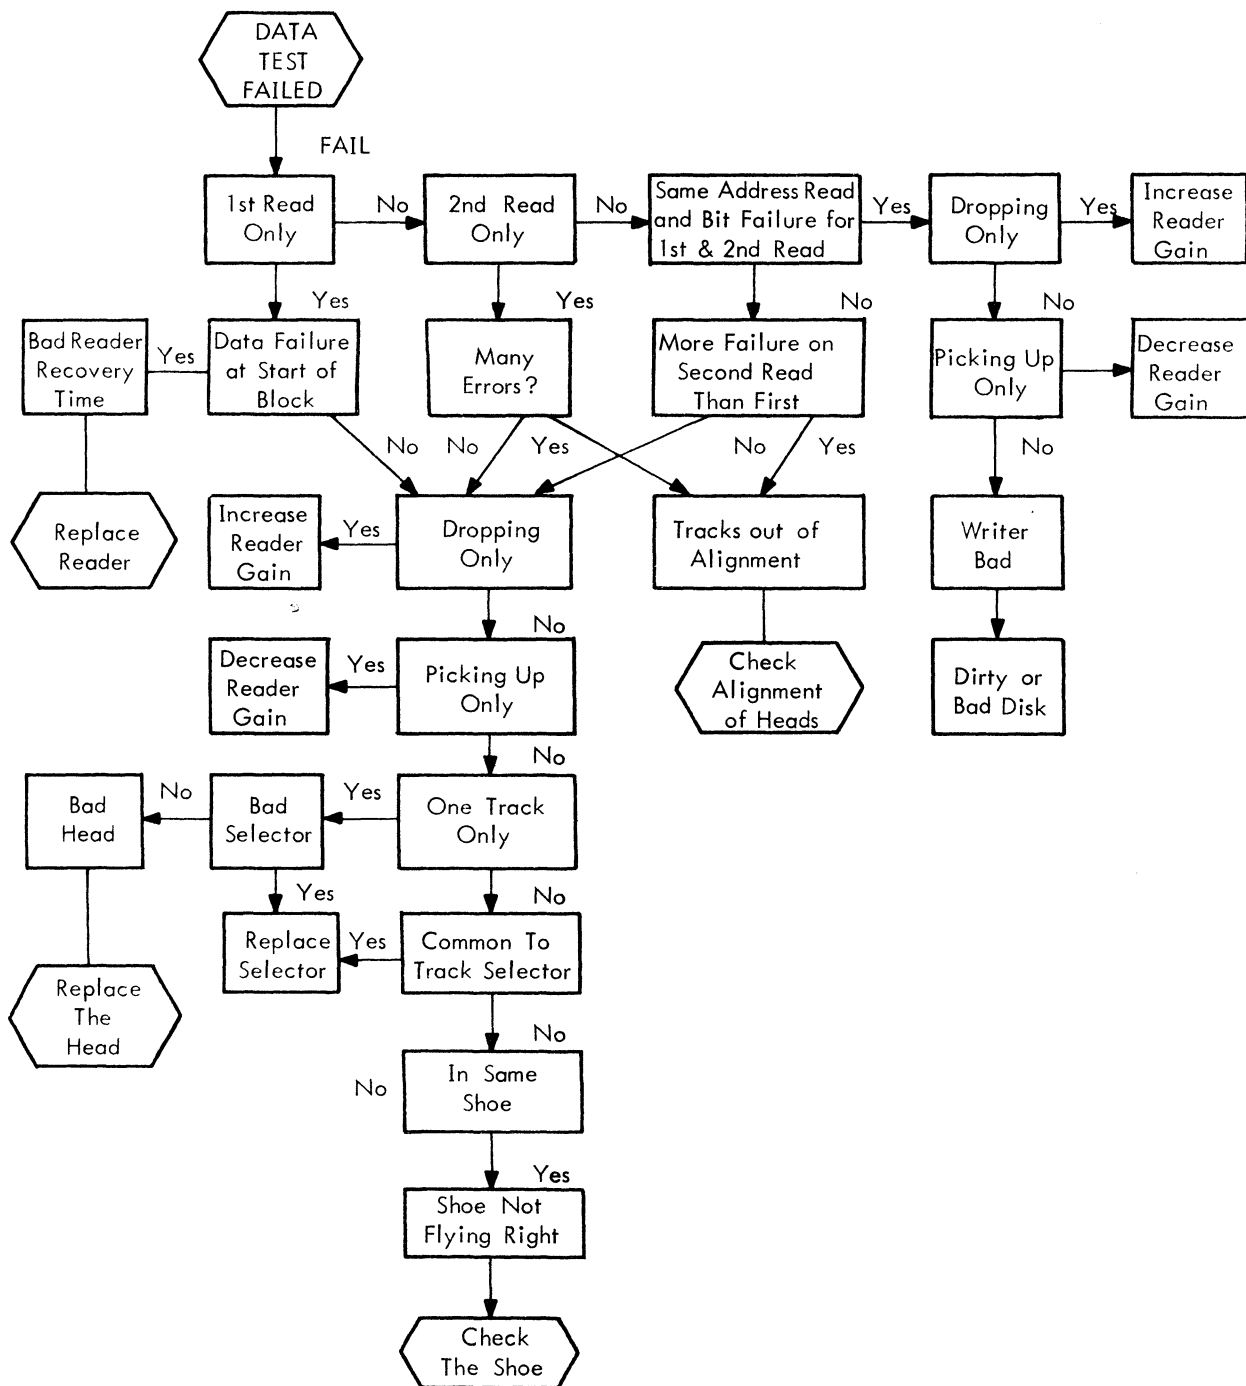 DATA
TEST
FAILED
FAIL
1st Read
Only
No
2nd Read
Only
No
Same Address Read
and Bit Failure for
1st & 2nd Read
Yes
Dropping
Only
Yes
Increase
Reader
Gain
Yes
Yes
No
No
Bad Reader
Recovery
Time
Yes
Data Failure
at Start of
Block
Many
Errors?
More Failure on
Second Read
Than First
Picking Up
Only
Decrease
Reader
Gain
No
No
Yes
No
Yes
No
Replace
Reader
Increase
Reader
Gain
Yes
Dropping
Only
Tracks out of
Alignment
Writer
Bad
No
Decrease
Reader
Gain
Yes
Picking Up
Only
Check
Alignment
of Heads
Dirty or
Bad Disk
No
Bad
Head
No
Bad
Selector
Yes
One Track
Only
Yes
No
Replace
Selector
Yes
Common To
Track Selector
Replace
The
Head
No
No
In Same
Shoe
Yes
Shoe Not
Flying Right
Check
The Shoe